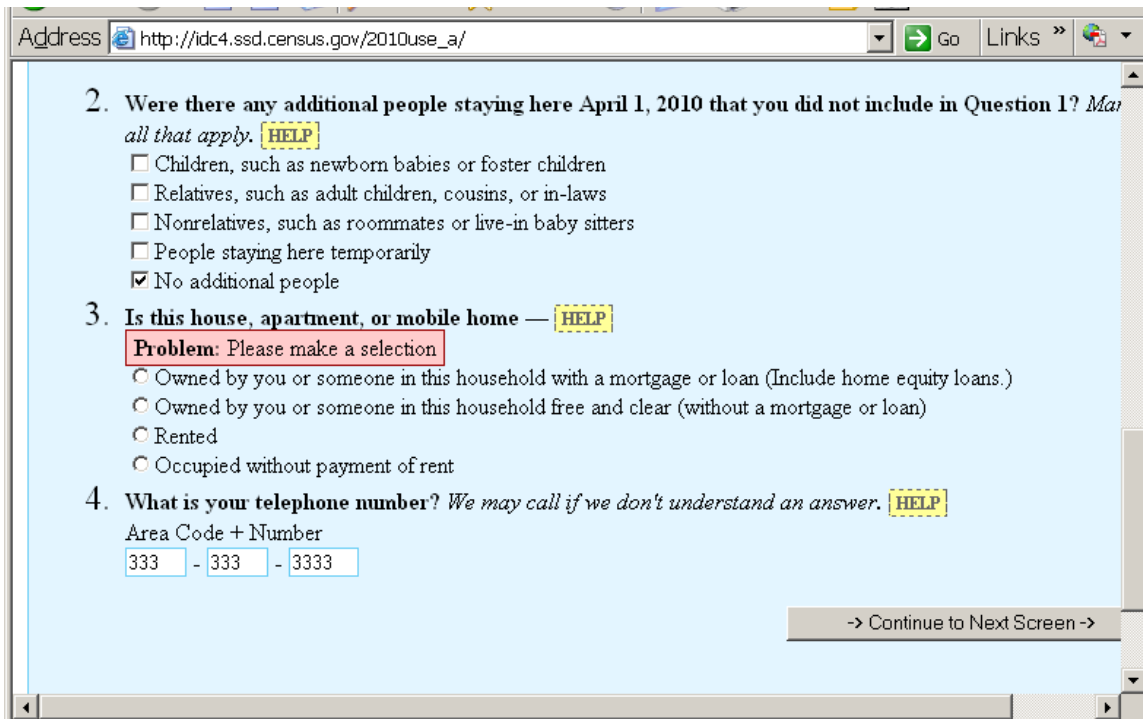 Address http://idc4.ssd.census.gov/2010use_a/ Go Links »
2. Were there any additional people staying here April 1, 2010 that you did not include in Question 1? Mar
all that apply. HELP
Children, such as newborn babies or foster children
Relatives, such as adult children, cousins, or in-laws
Nonrelatives, such as roommates or live-in baby sitters
People staying here temporarily
No additional people
3. Is this house, apartment, or mobile home — HELP
Problem: Please make a selection
Owned by you or someone in this household with a mortgage or loan (Include home equity loans.)
Owned by you or someone in this household free and clear (without a mortgage or loan)
Rented
Occupied without payment of rent
4. What is your telephone number? We may call if we don't understand an answer. HELP
Area Code + Number
333 - 333 - 3333
-> Continue to Next Screen ->